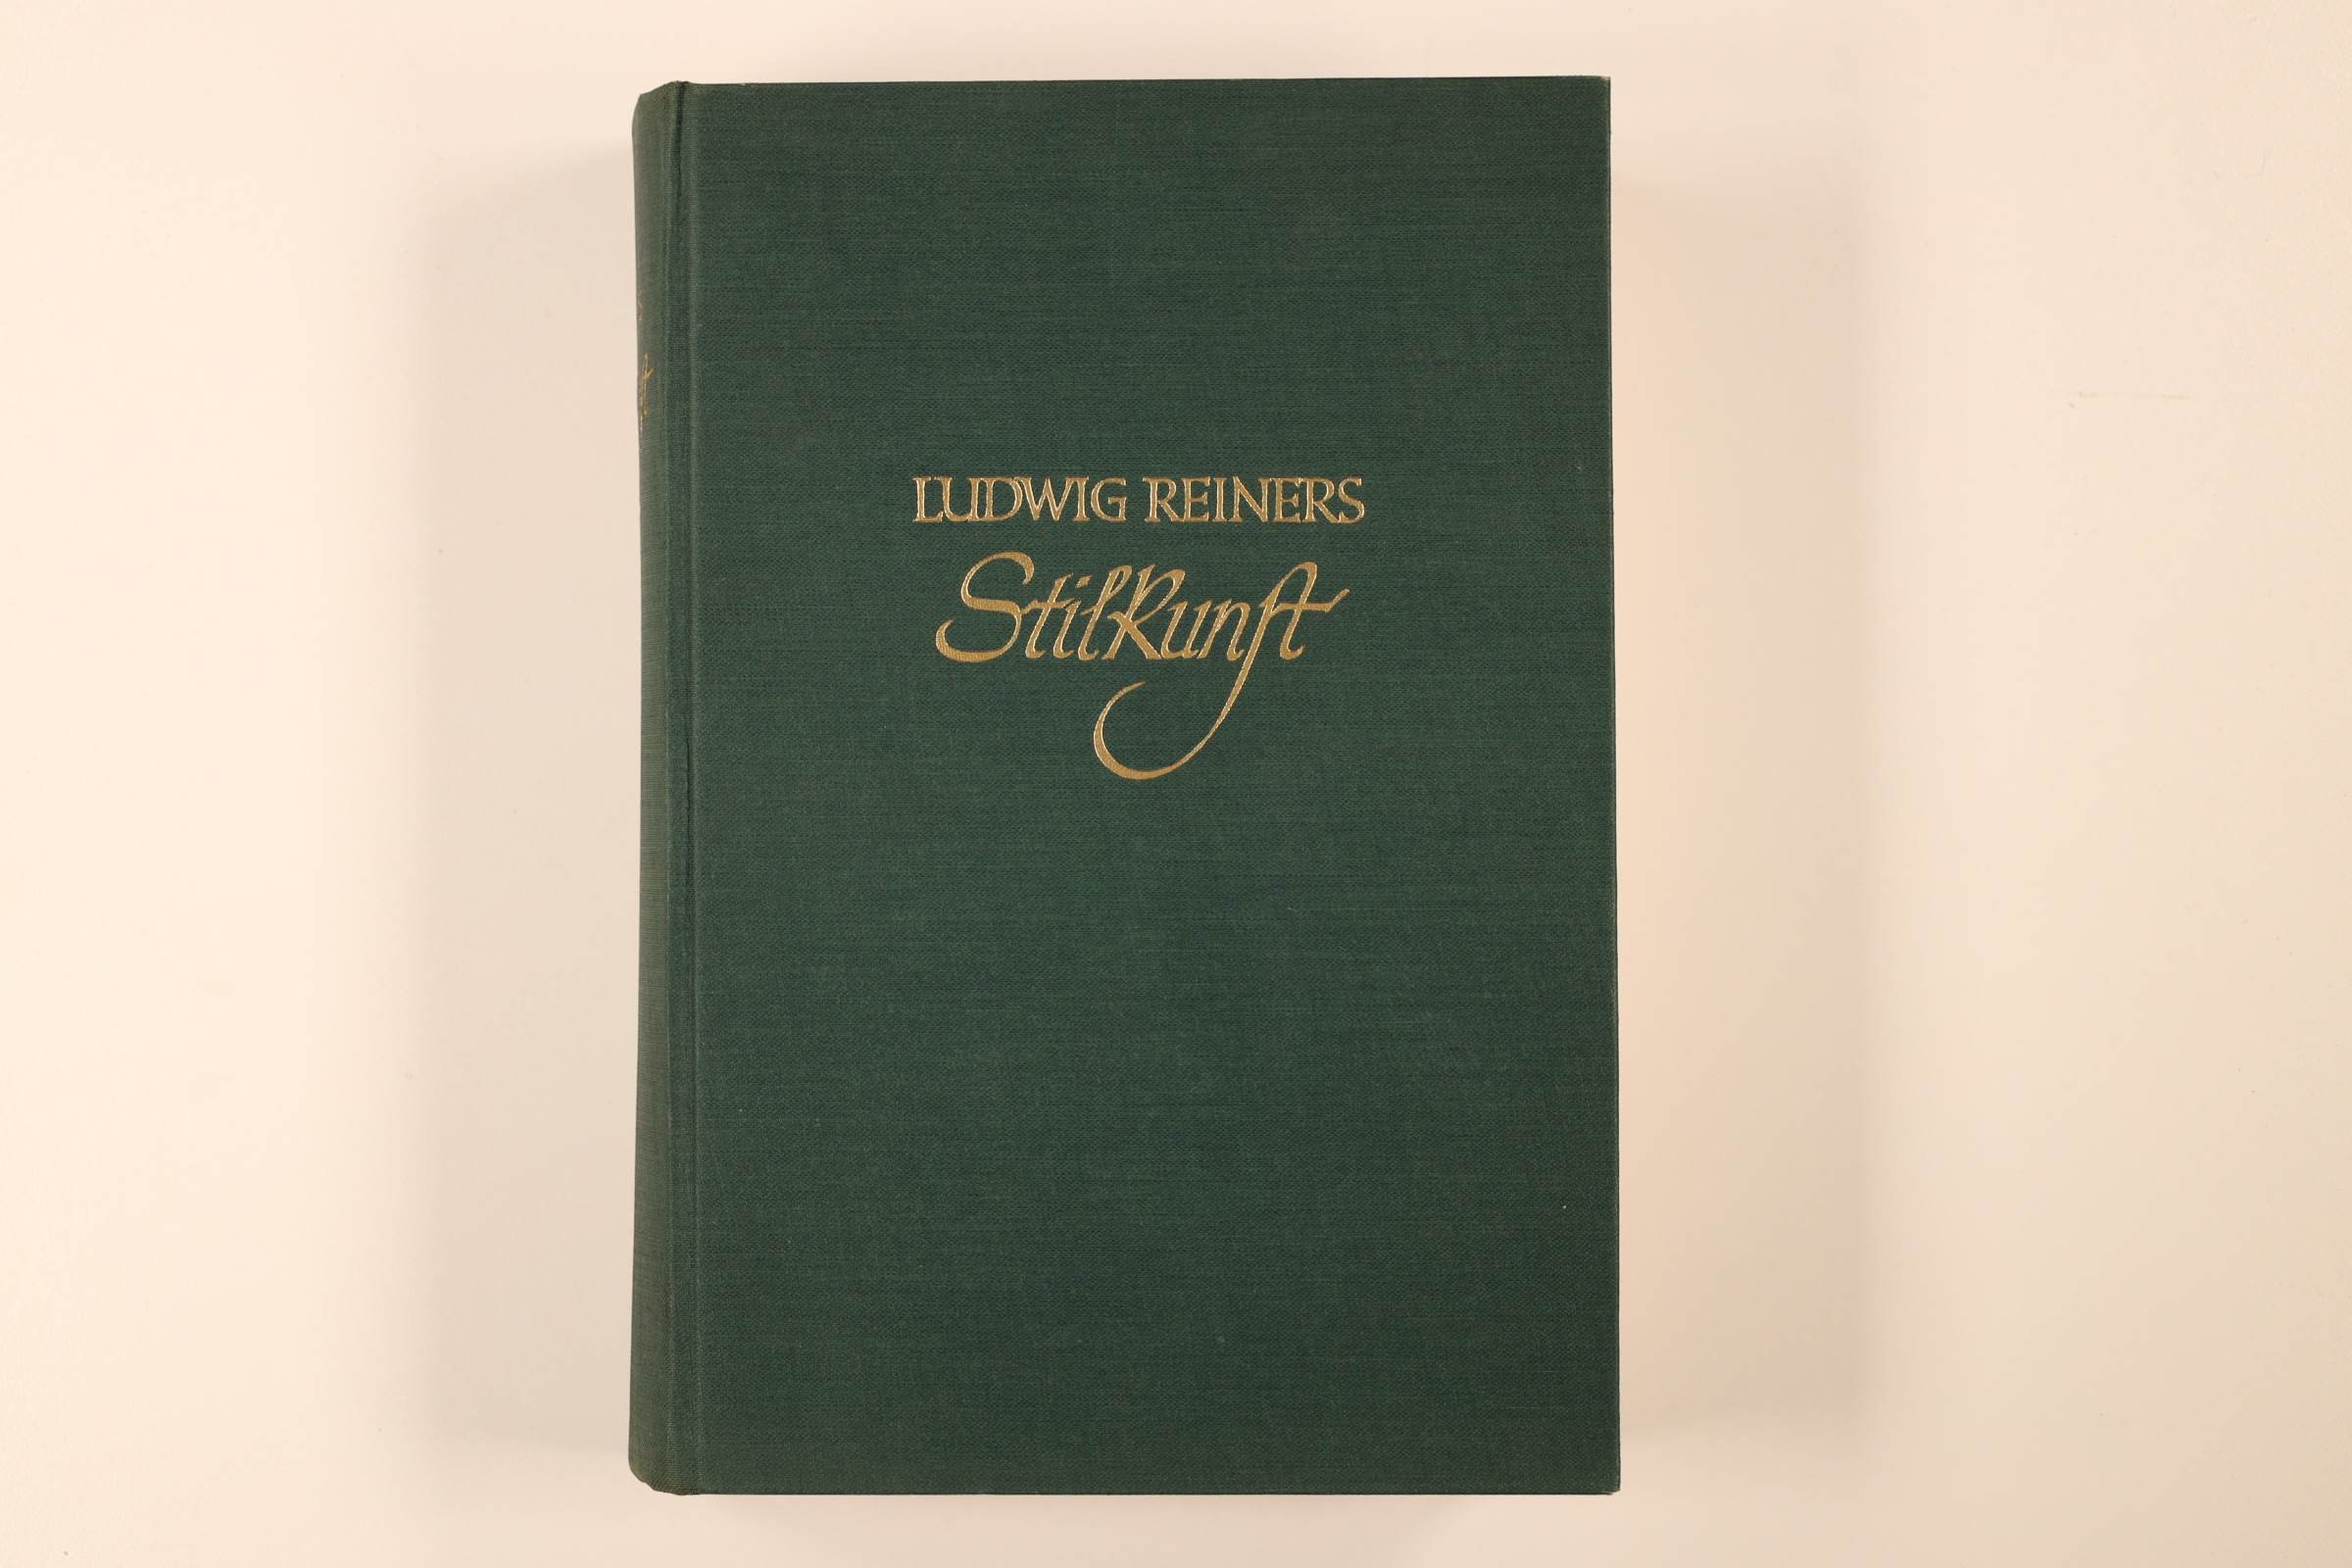 LUDWIG REINERS
Stilkunſt